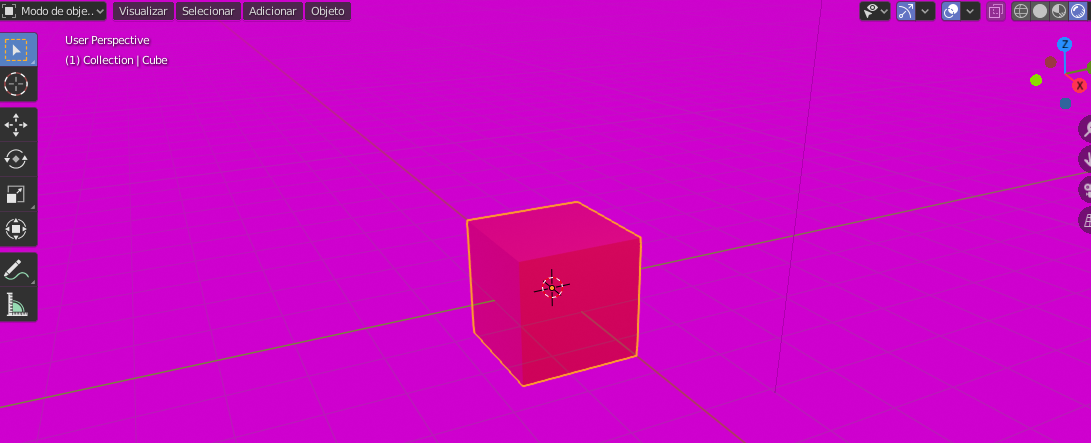 Modo de obje.. Visualizar Selecionar Adicionar Objeto
User Perspective
(1) Collection | Cube
Z
X